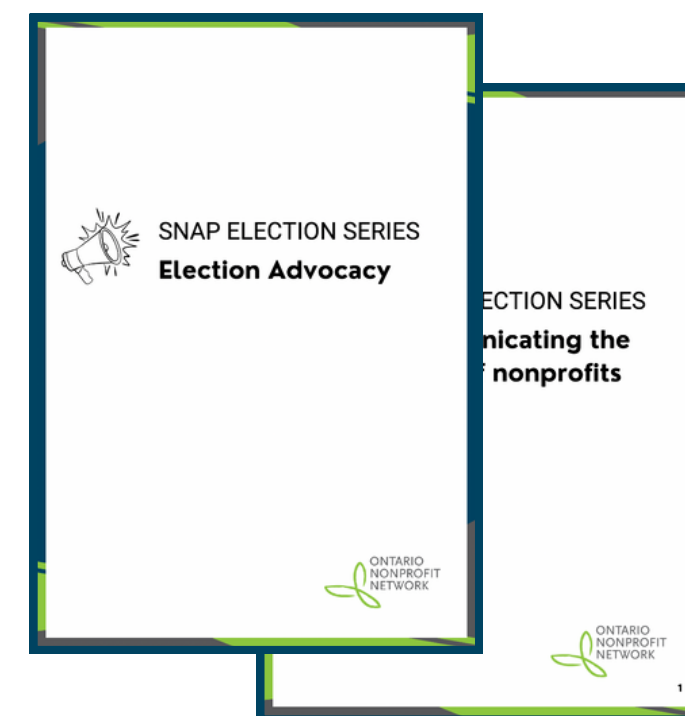 SNAP ELECTION SERIES
Election Advocacy
ONTARIO
NONPROFIT
NETWORK
ECTION SERIES
nicating the
nonprofits
ONTARIO
NONPROFIT
NETWORK
1